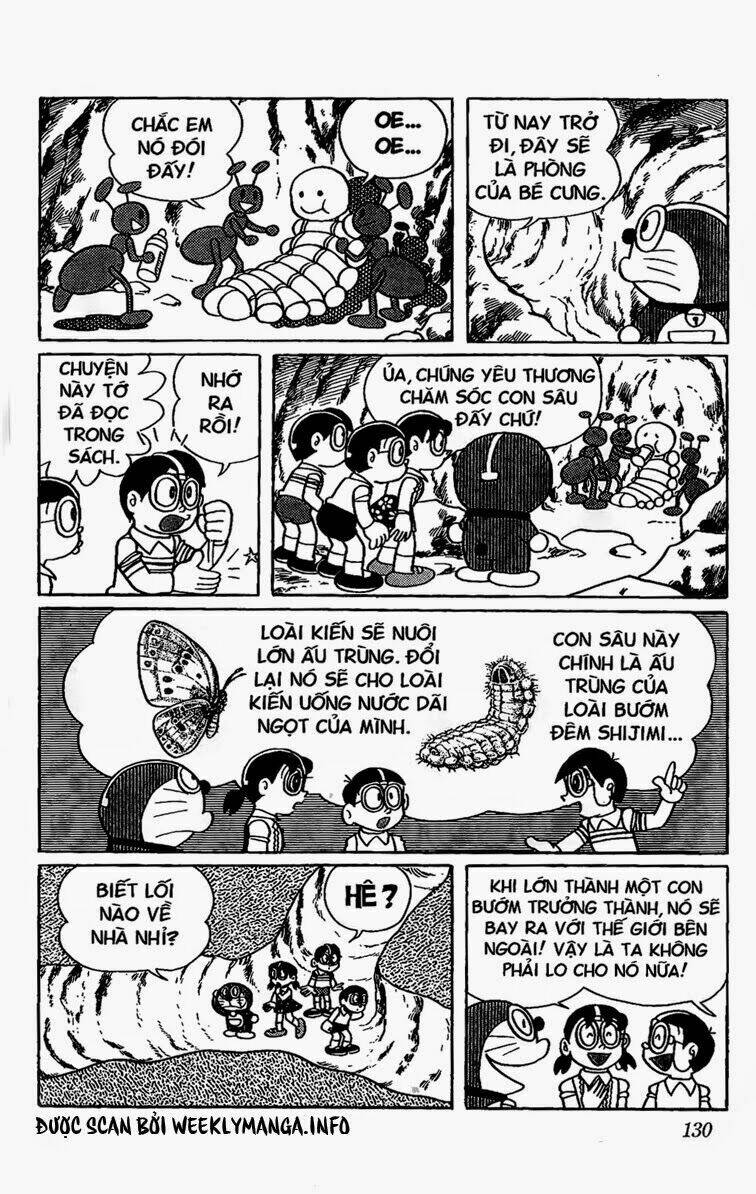 TỪ NAY TRỞ
ĐI, ĐÂY SẼ
LÀ PHÒNG
CỦA BÉ CƯNG.
OE...
OE...
CHẮC EM
NÓ ĐÓI
ĐẤY!
ỦA, CHÚNG YÊU THƯƠNG
CHĂM SÓC CON SÂU
ĐẤY CHỨ!
NHỚ
RA
RỒI!
CHUYỆN
NÀY TỚ
ĐÃ ĐỌC
TRONG
SÁCH.
CON SÂU NÀY
CHÍNH LÀ ẤU
TRÙNG CỦA
LOÀI BƯỚM
ĐÊM SHIJIMI...
LOÀI KIẾN SẼ NUÔI
LỚN ẤU TRÙNG. ĐỔI
LẠI NÓ SẼ CHO LOÀI
KIẾN UỐNG NƯỚC DÃI
NGỌT CỦA MÌNH.
KHI LỚN THÀNH MỘT CON
BƯỚM TRƯỞNG THÀNH, NÓ SẼ
BAY RA VỚI THẾ GIỚI BÊN
NGOÀI! VẬY LÀ TA KHÔNG
PHẢI LO CHO NÓ NỮA!
HÊ?
BIẾT LỐI
NÀO VỀ
NHÀ NHỈ?
ĐƯỢC SCAN BỞI WEEKLYMANGA.INFO
130